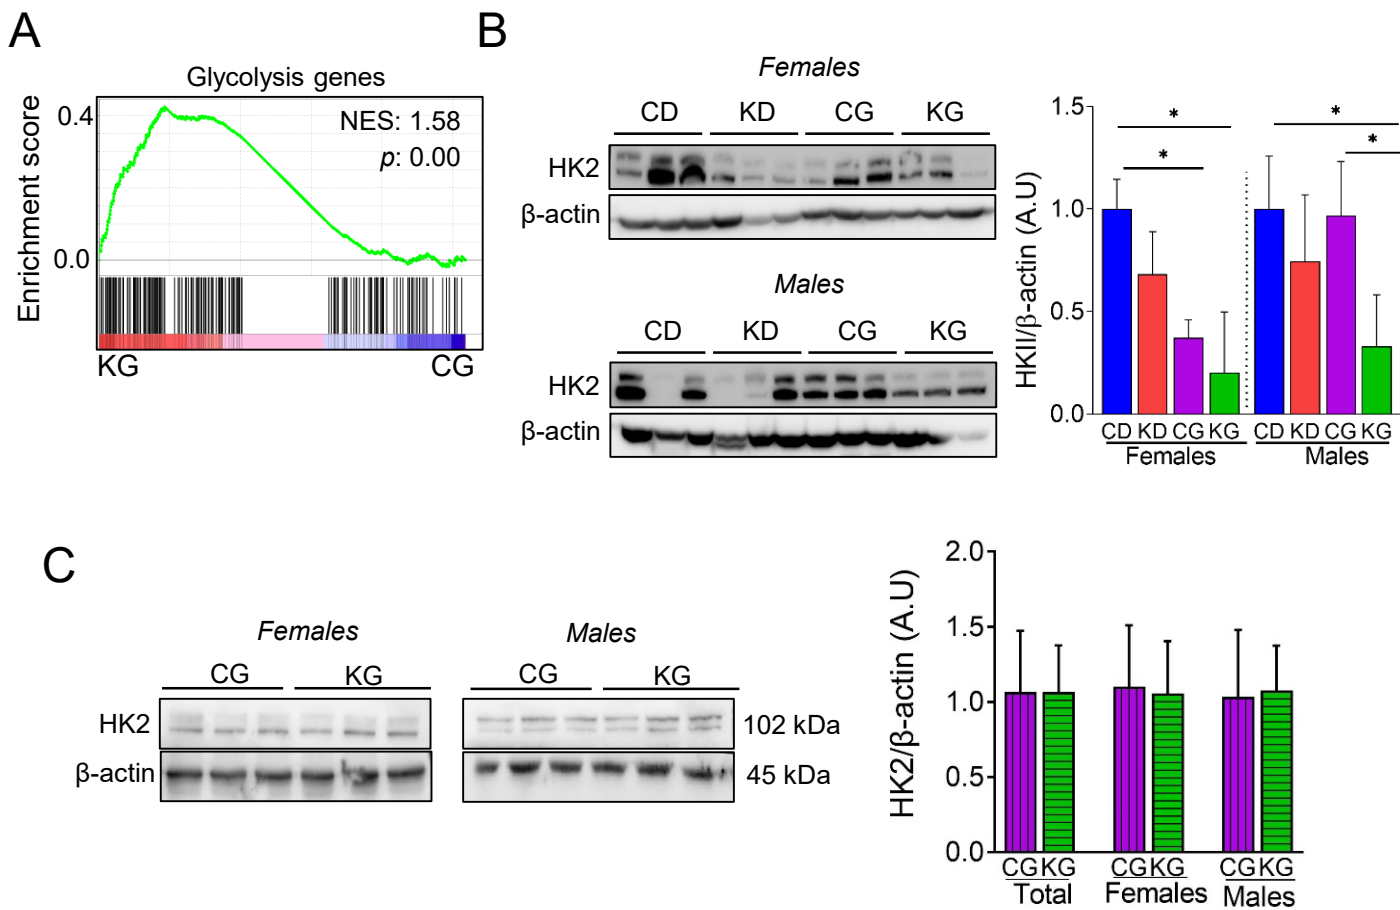 A
Glycolysis genes
Enrichment score
0.4
0.0
NES: 1.58
p: 0.00
KG CG
B
Females
CD KD CG KG
HK2
β-actin
Males
CD KD CG KG
HK2
β-actin
HKII/β-actin (A.U)
1.5
1.0
0.5
0.0
* *
* *
CD KD CG KG CD KD CG KG
Females Males
C
Females Males
CG KG CG KG
HK2 102 kDa
β-actin 45 kDa
HK2/β-actin (A.U)
2.0
1.5
1.0
0.5
0.0
CG KG CG KG CG KG
Total Females Males